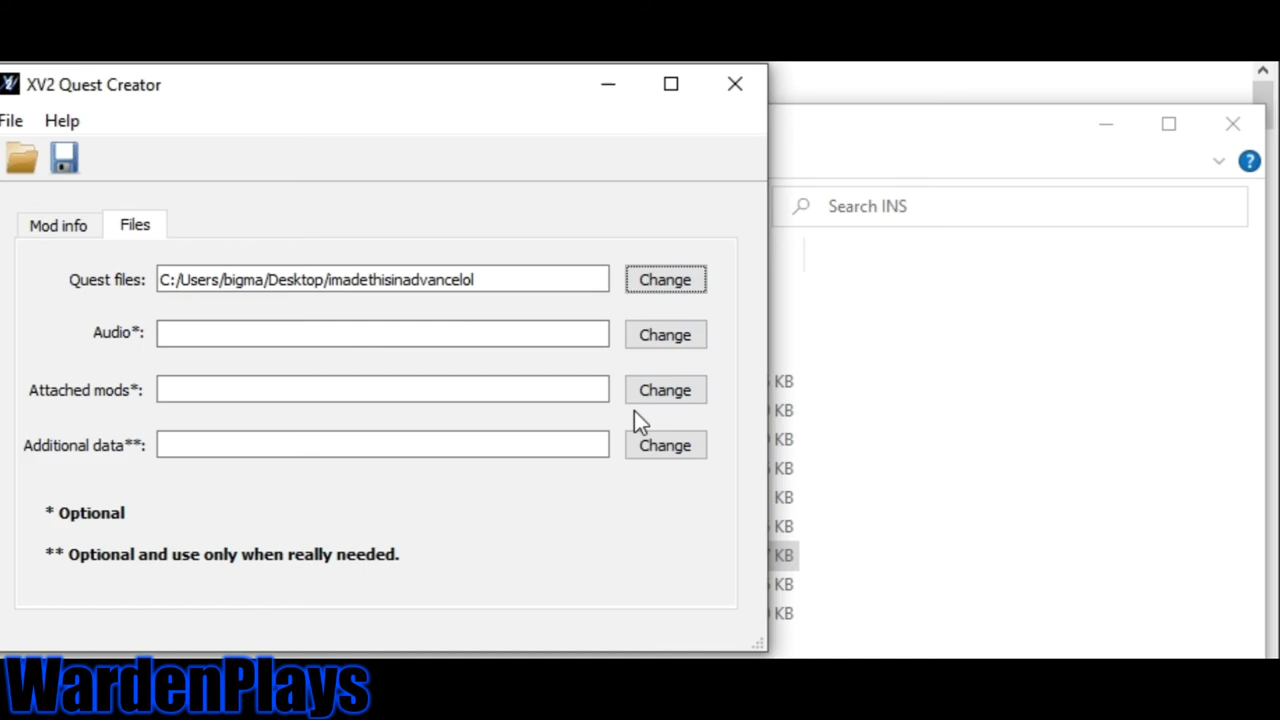 XV2 Quest Creator
File Help
Search INS
Mod info Files
Quest files: C:/Users/bigma/Desktop/imadethisinadvancelol Change
Audio*: Change
Attached mods*: Change
Additional data**: Change
* Optional
** Optional and use only when really needed.
KB
KB
KB
KB
KB
KB
KB
KB
KB
WardenPlays